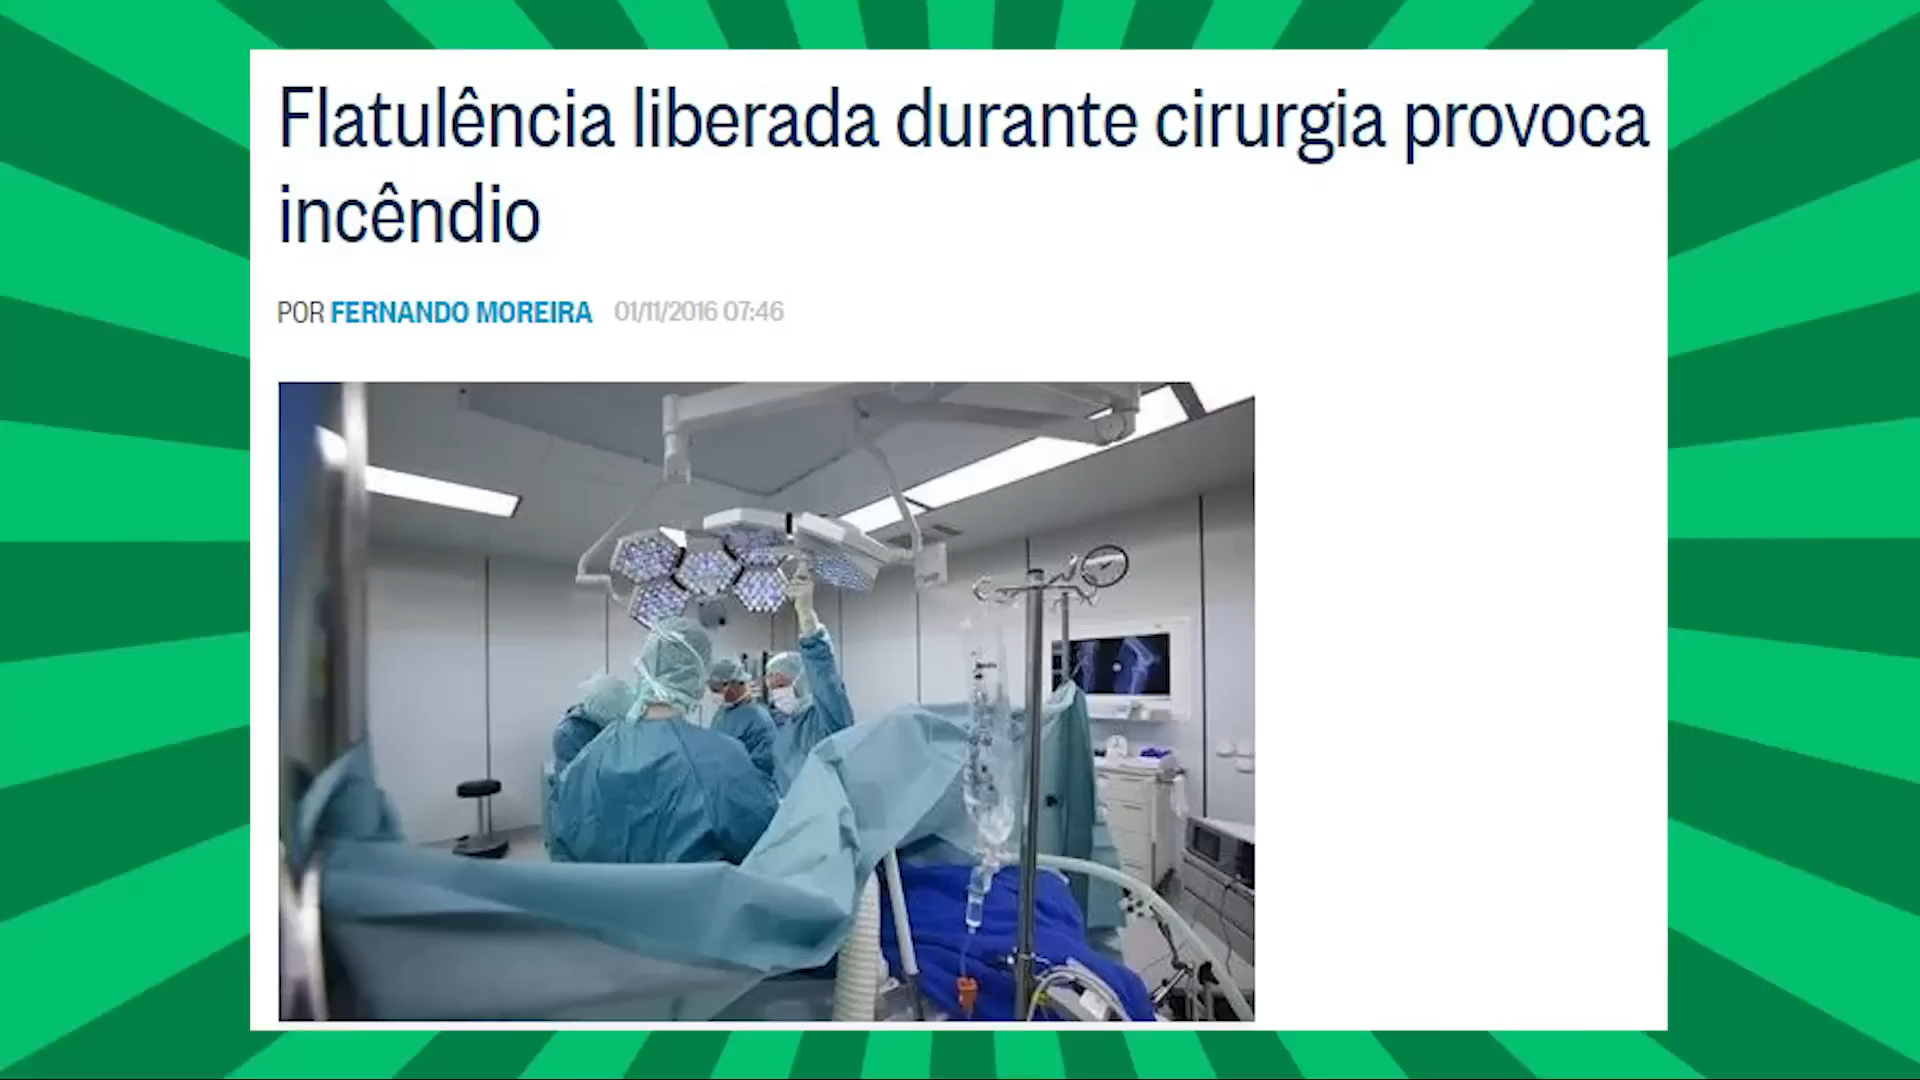 Flatulência liberada durante cirurgia provoca
incêndio
POR FERNANDO MOREIRA 01/11/2016 07:46